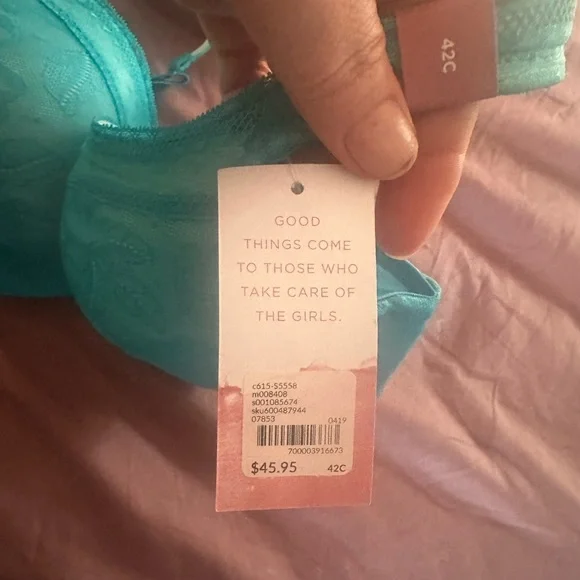 42C
GOOD
THINGS COME
TO THOSE WHO
TAKE CARE OF
THE GIRLS.
c615-55558
m008408
s001085674
sku600487944
07853 0419
700003916673
$45.95 42C